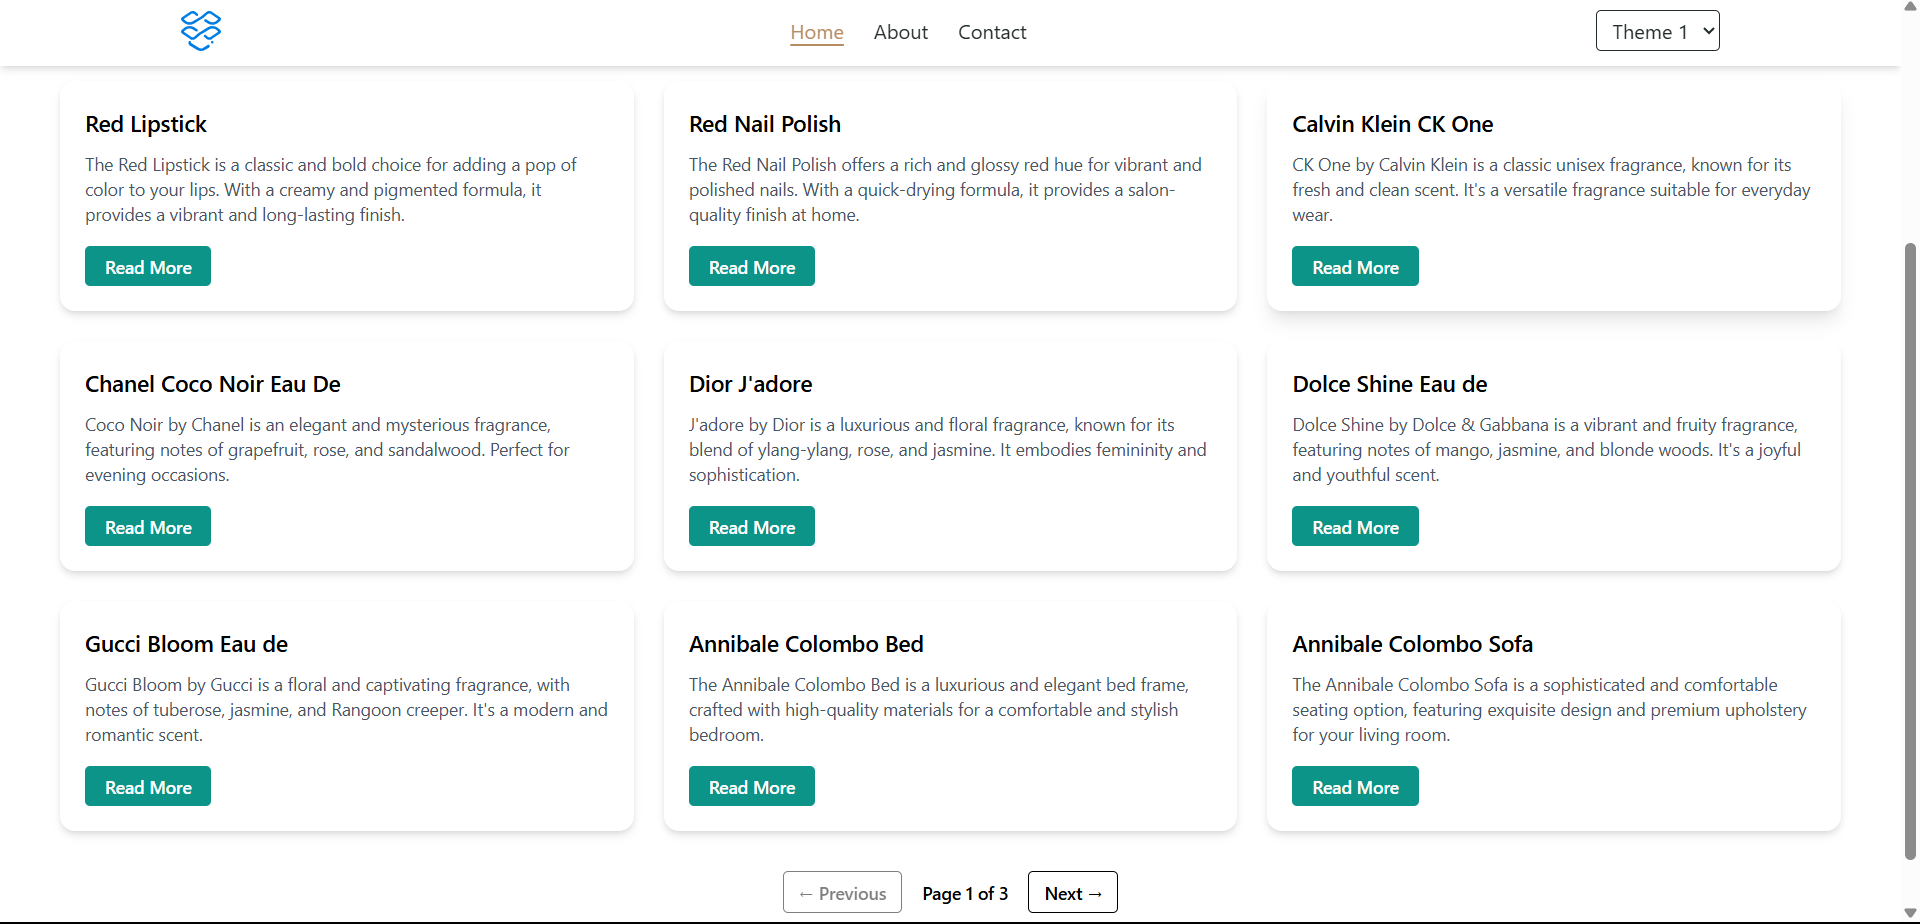 Home About Contact Theme 1
Red Lipstick
The Red Lipstick is a classic and bold choice for adding a pop of
color to your lips. With a creamy and pigmented formula, it
provides a vibrant and long-lasting finish.
Read More
Red Nail Polish
The Red Nail Polish offers a rich and glossy red hue for vibrant and
polished nails. With a quick-drying formula, it provides a salon-
quality finish at home.
Read More
Calvin Klein CK One
CK One by Calvin Klein is a classic unisex fragrance, known for its
fresh and clean scent. It's a versatile fragrance suitable for everyday
wear.
Read More
Chanel Coco Noir Eau De
Coco Noir by Chanel is an elegant and mysterious fragrance,
featuring notes of grapefruit, rose, and sandalwood. Perfect for
evening occasions.
Read More
Dior J'adore
J'adore by Dior is a luxurious and floral fragrance, known for its
blend of ylang-ylang, rose, and jasmine. It embodies femininity and
sophistication.
Read More
Dolce Shine Eau de
Dolce Shine by Dolce & Gabbana is a vibrant and fruity fragrance,
featuring notes of mango, jasmine, and blonde woods. It's a joyful
and youthful scent.
Read More
Gucci Bloom Eau de
Gucci Bloom by Gucci is a floral and captivating fragrance, with
notes of tuberose, jasmine, and Rangoon creeper. It's a modern and
romantic scent.
Read More
Annibale Colombo Bed
The Annibale Colombo Bed is a luxurious and elegant bed frame,
crafted with high-quality materials for a comfortable and stylish
bedroom.
Read More
Annibale Colombo Sofa
The Annibale Colombo Sofa is a sophisticated and comfortable
seating option, featuring exquisite design and premium upholstery
for your living room.
Read More
← Previous Page 1 of 3 Next →